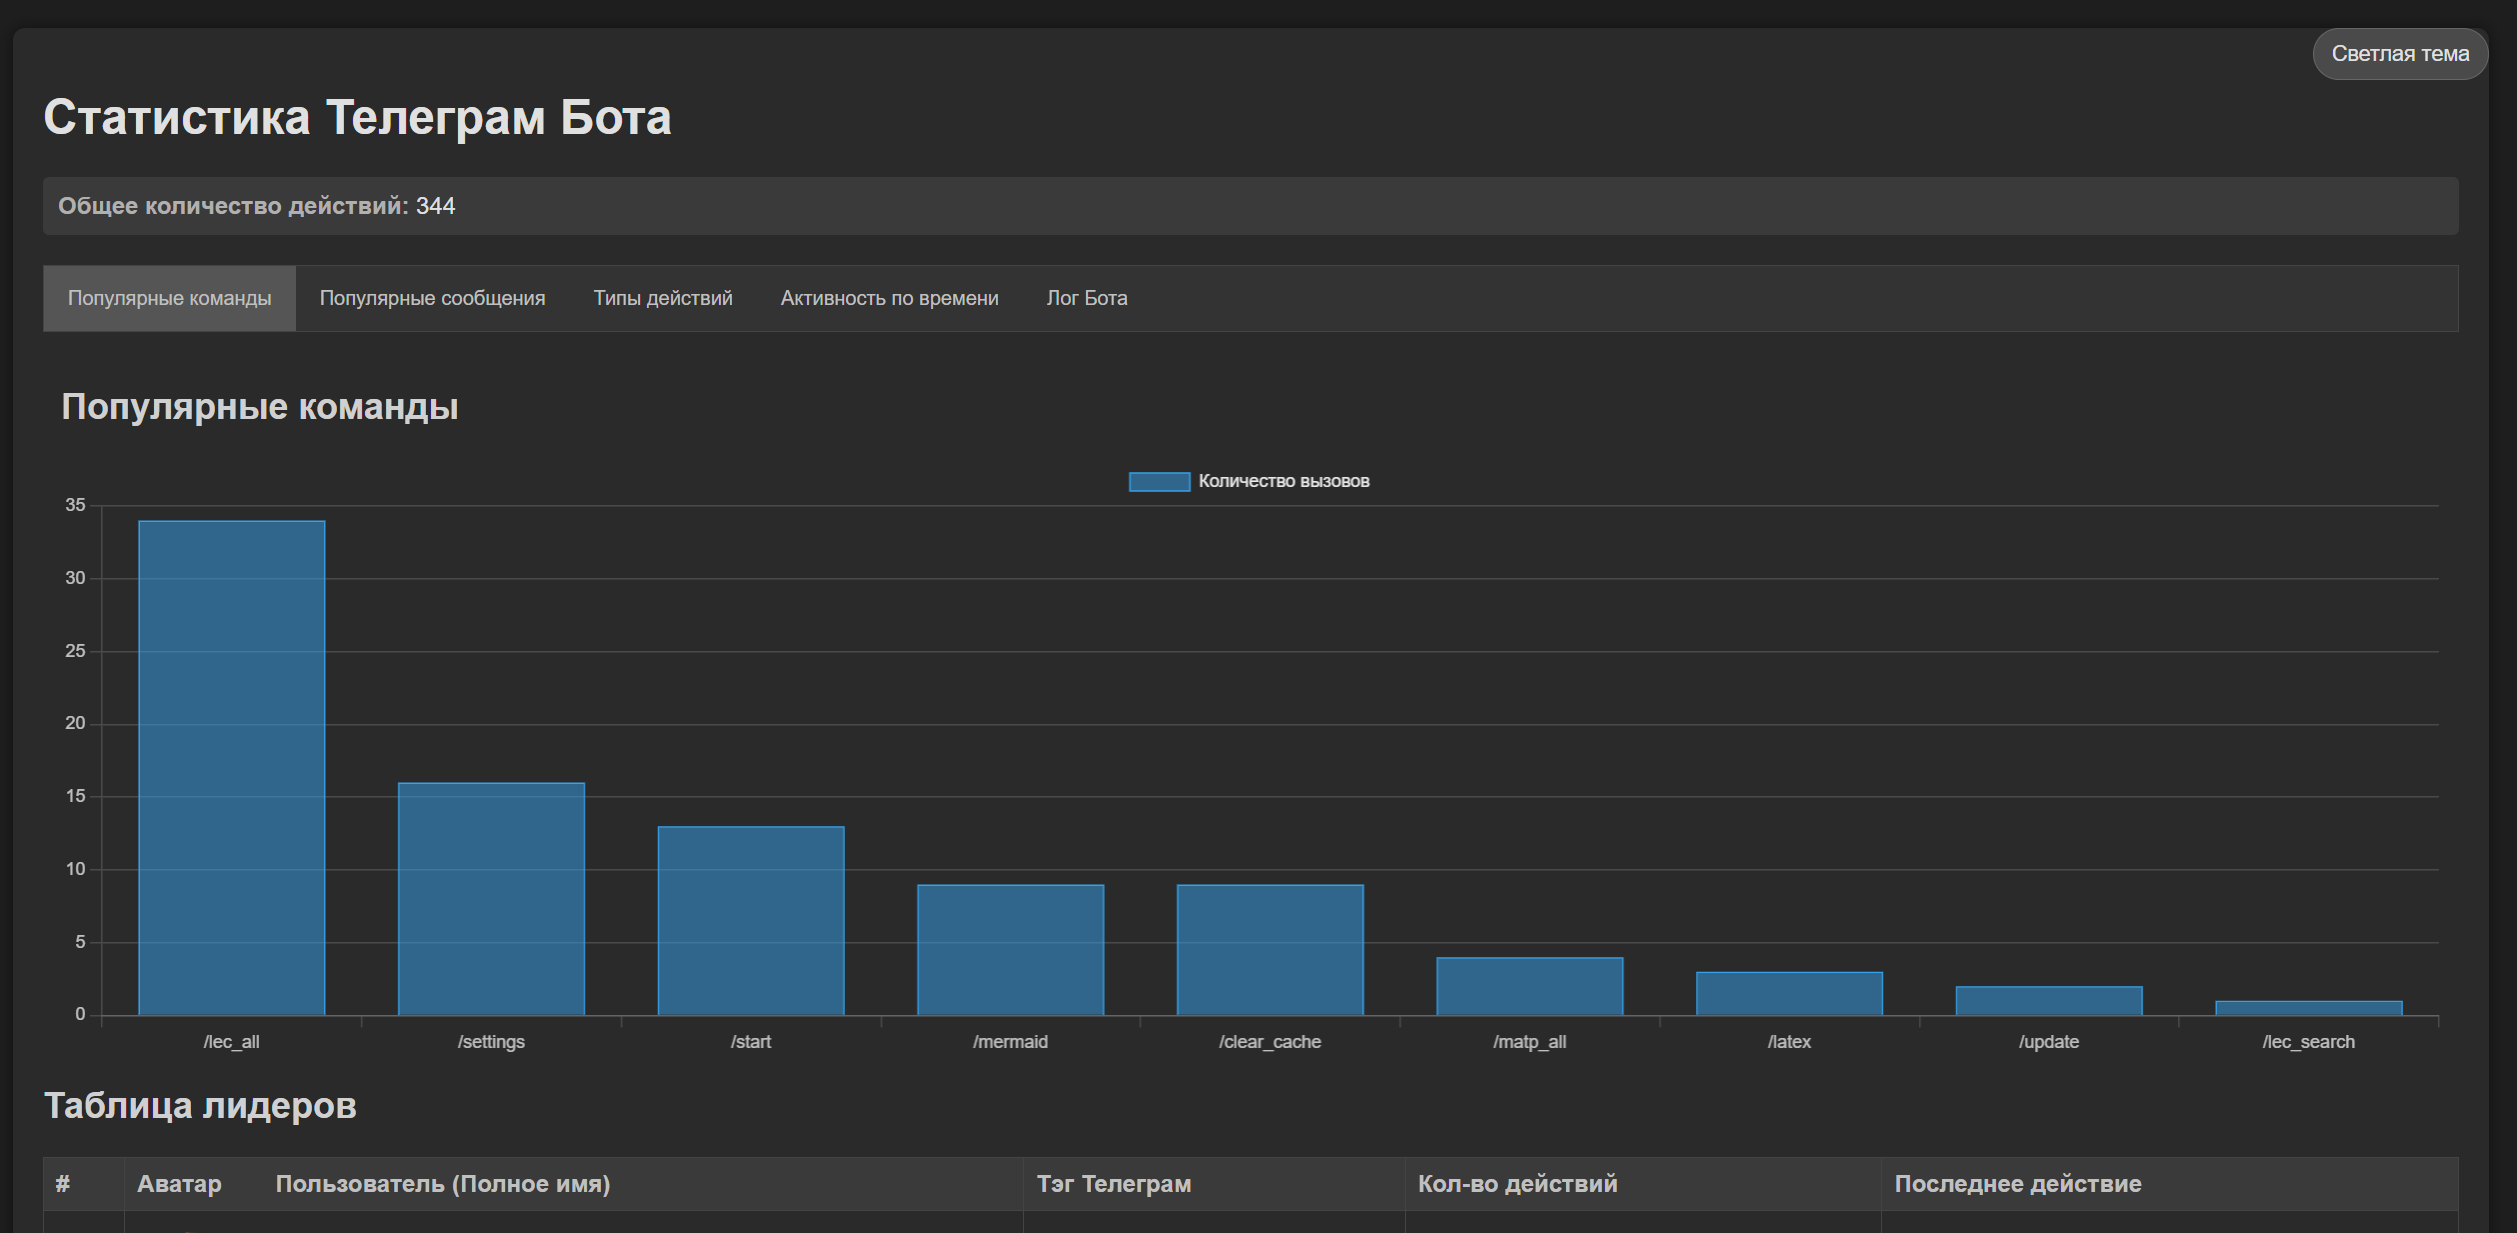 Светлая тема
Статистика Телеграм Бота
Общее количество действий: 344
Популярные команды Популярные сообщения Типы действий Активность по времени Лог Бота
Популярные команды
Количество вызовов
35
30
25
20
15
10
5
0
/lec_all /settings /start /mermaid /clear_cache /matp_all /latex /update /lec_search
Таблица лидеров
# Аватар Пользователь (Полное имя) Тэг Телеграм Кол-во действий Последнее действие